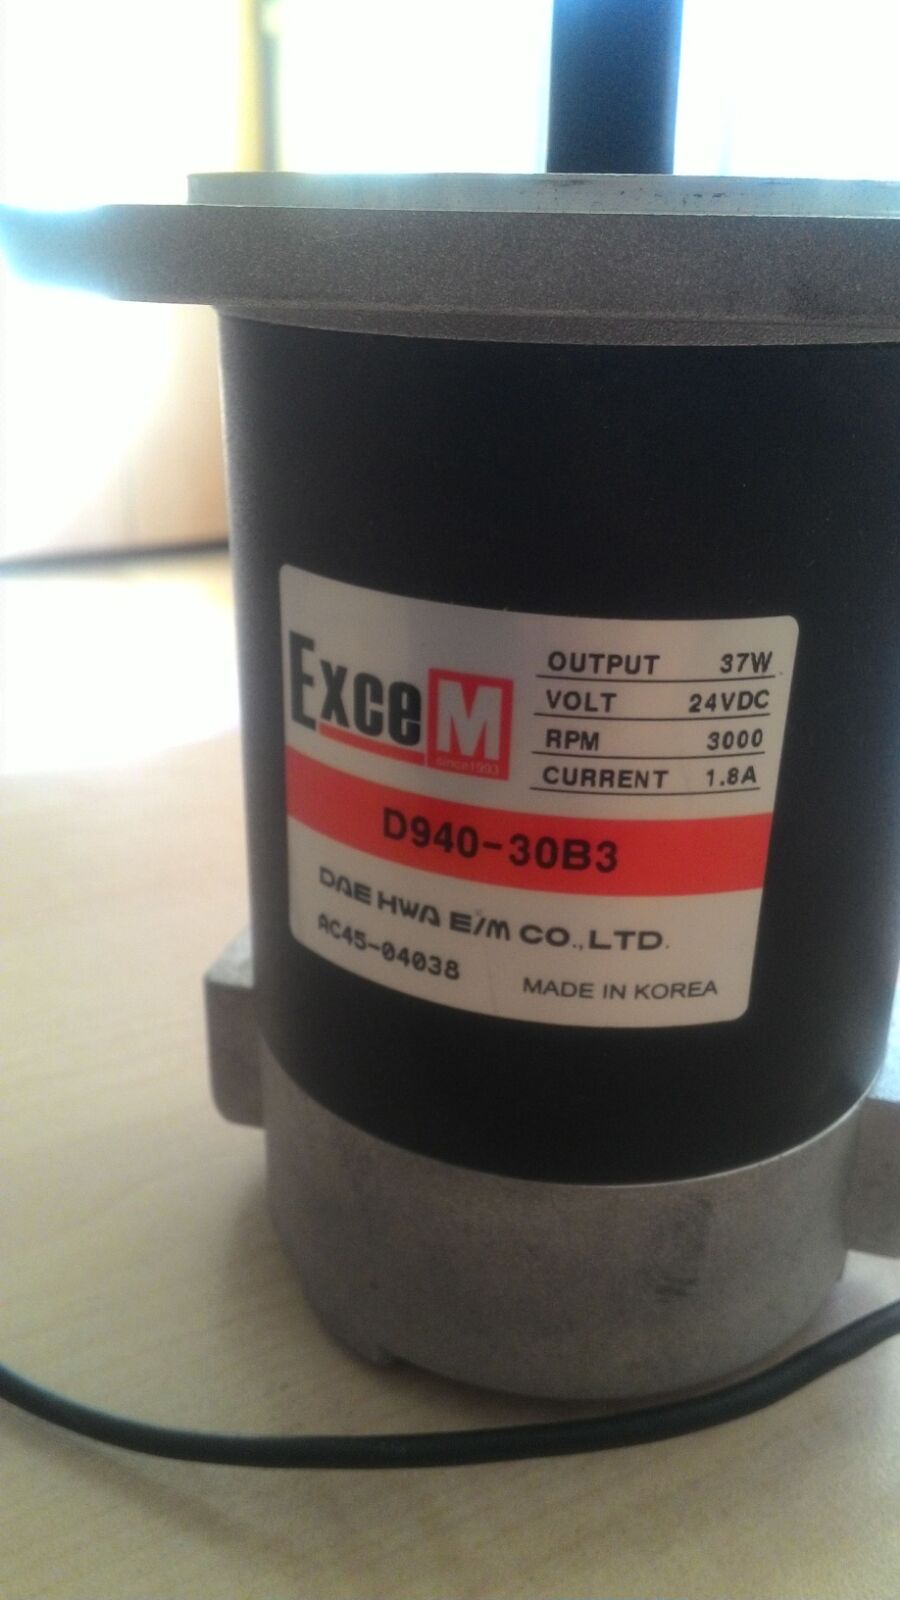 ExceM
since1993
OUTPUT 37W
VOLT 24VDC
RPM 3000
CURRENT 1.8A
D940-30B3
DAE HWA E/M CO.,LTD.
AC45-04038
MADE IN KOREA